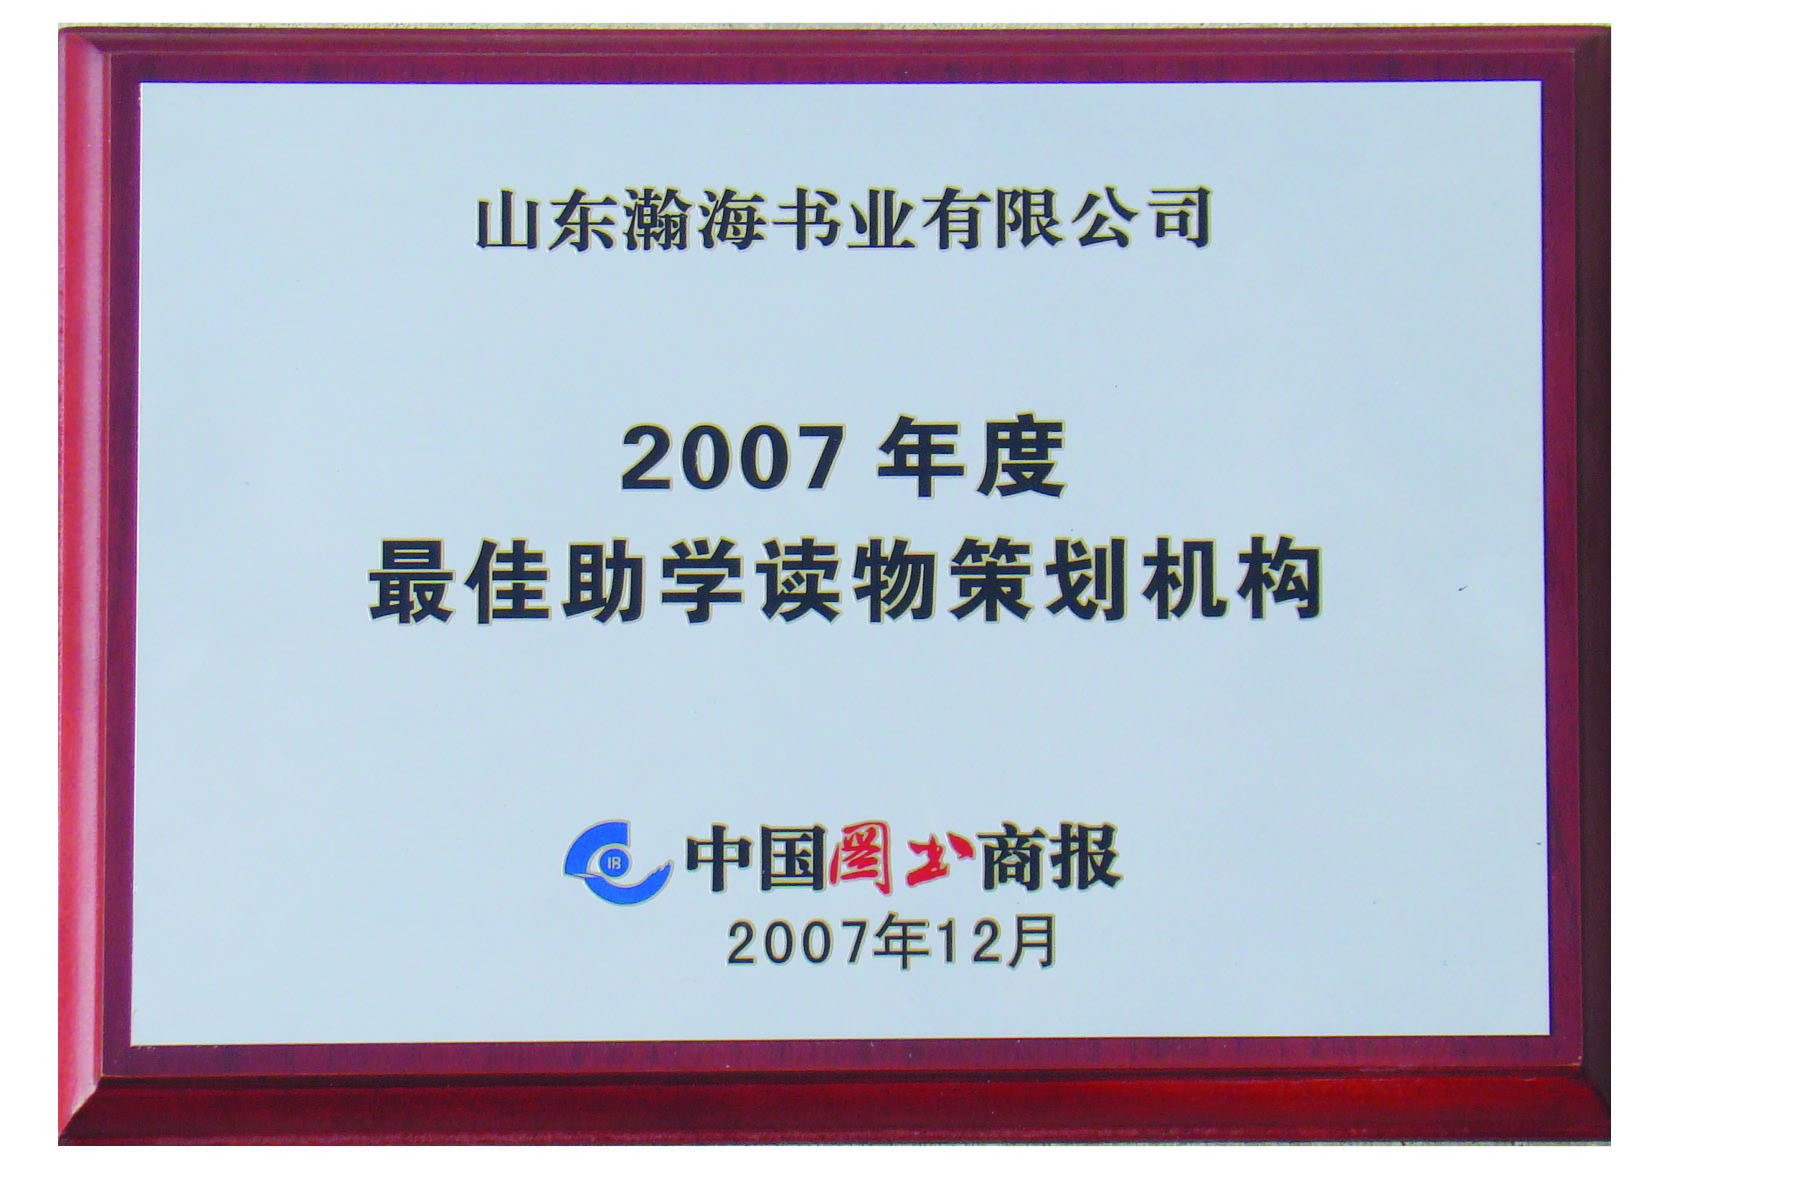 山东瀚海书业有限公司
2007 年度
最佳助学读物策划机构
中国图书商报
2007年12月